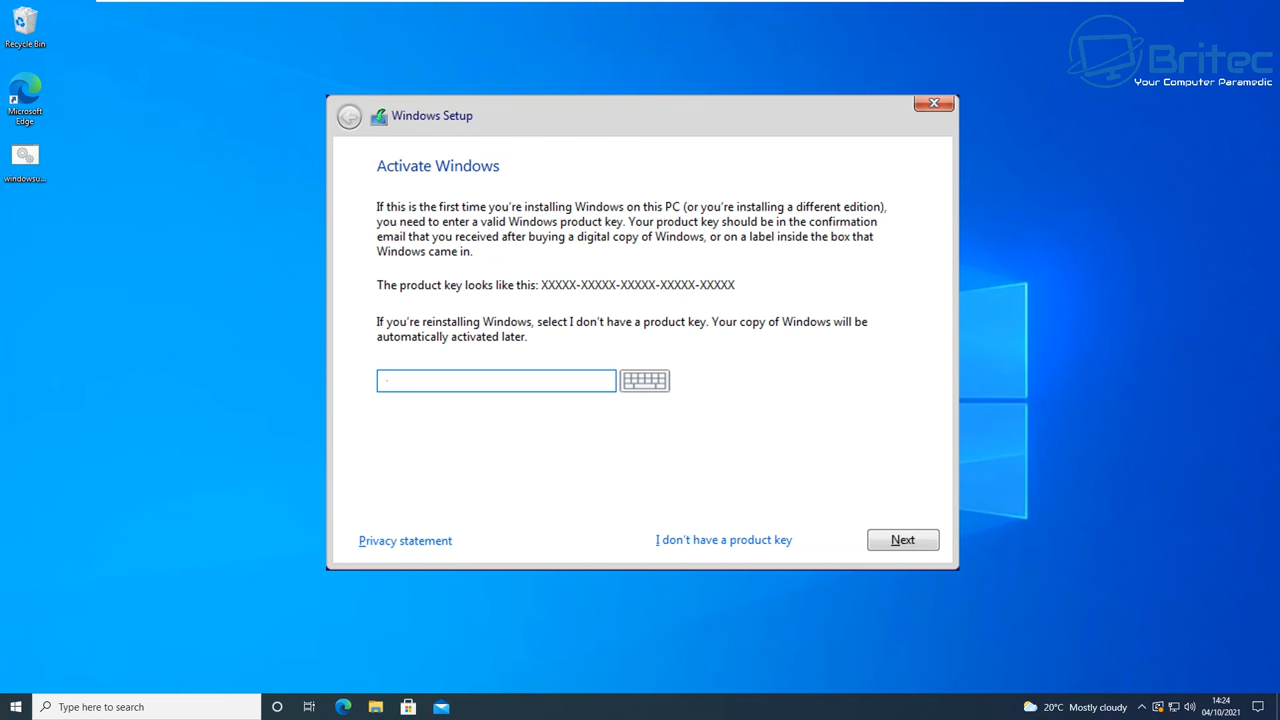 Recycle Bin
Microsoft
Edge
windowsu...
Britec
Your Computer Paramedic
Windows Setup
Activate Windows
If this is the first time you're installing Windows on this PC (or you're installing a different edition),
you need to enter a valid Windows product key. Your product key should be in the confirmation
email that you received after buying a digital copy of Windows, or on a label inside the box that
Windows came in.
The product key looks like this: XXXXX-XXXXX-XXXXX-XXXXX-XXXXX
If you're reinstalling Windows, select I don't have a product key. Your copy of Windows will be
automatically activated later.
Privacy statement
I don't have a product key
Next
Type here to search
20°C Mostly cloudy
14:24
04/10/2021